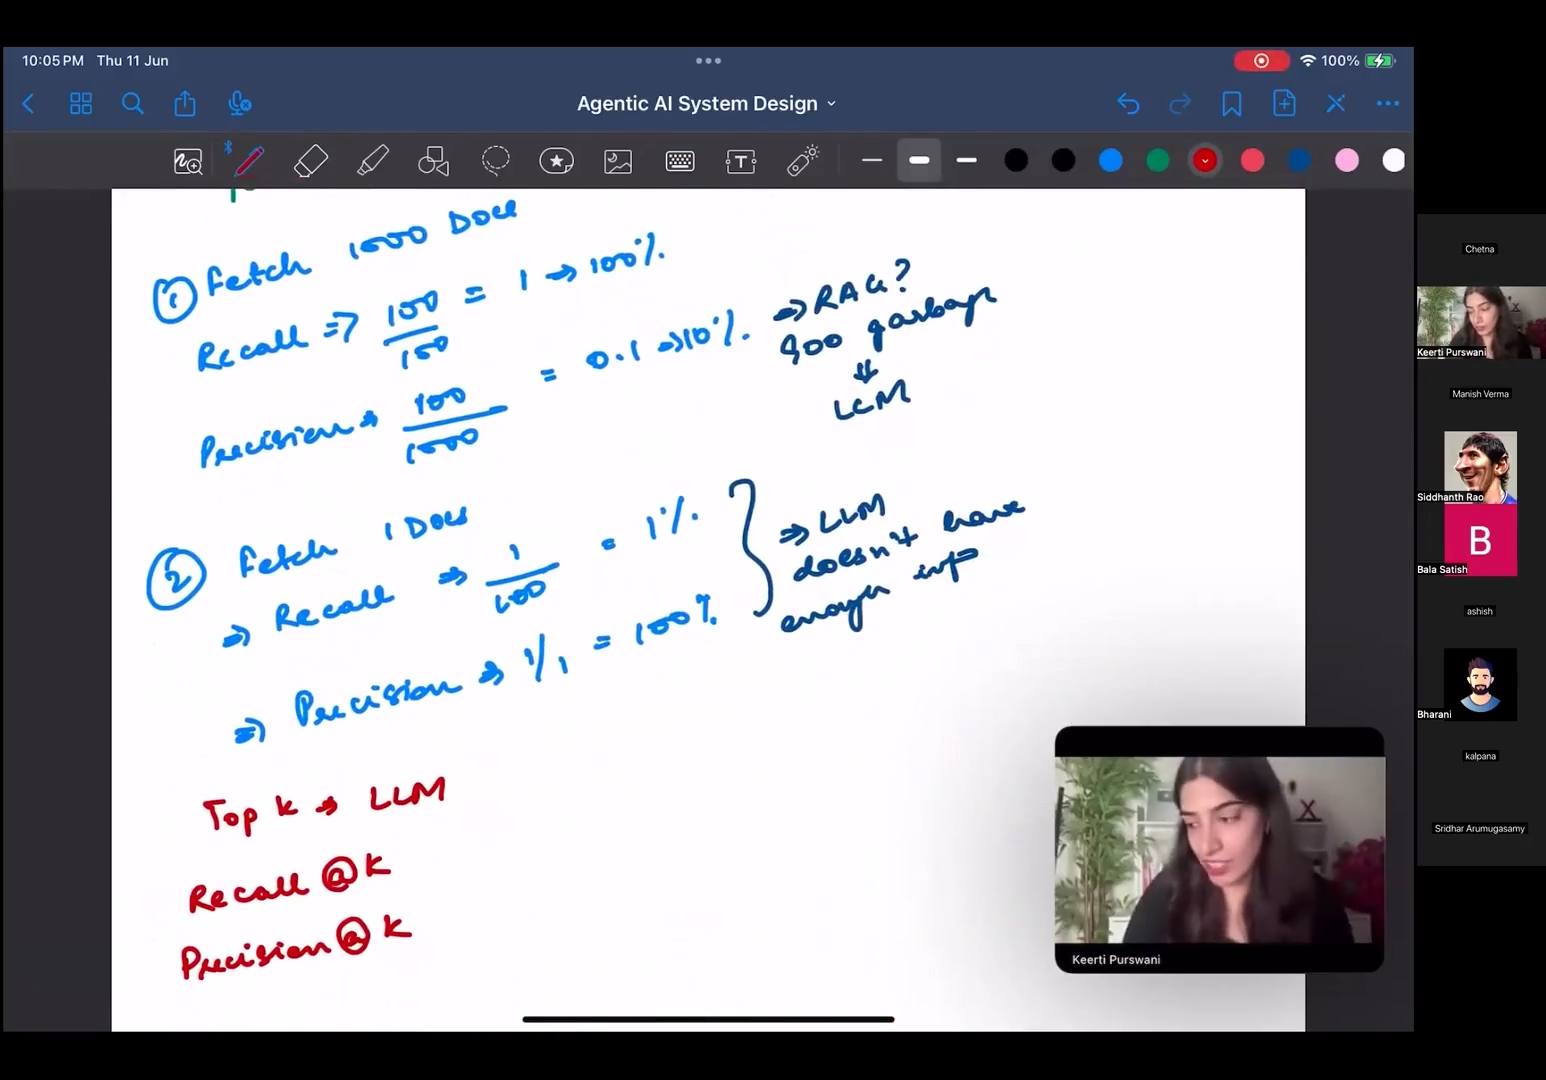 10:05 PM Thu 11 Jun
100%
Agentic AI System Design
T
① Fetch 1000 Docs
Recall ⇒ 100/100 = 1 → 100%
Precision → 100/1000 = 0.1 → 10%
⇒ RAG?
900 garbage
⇓
LLM
② Fetch 1 Docs
⇒ Recall → 1/100 = 1%
⇒ Precision → 1/1 = 100%
⇒ LLM
doesn't have
enough info
Top k → LLM
Recall @ k
Precision @ k
Keerti Purswani
Chetna
Keerti Purswani
Manish Verma
Siddhanth Rao
B
Bala Satish
ashish
Bharani
kalpana
Sridhar Arumugasamy